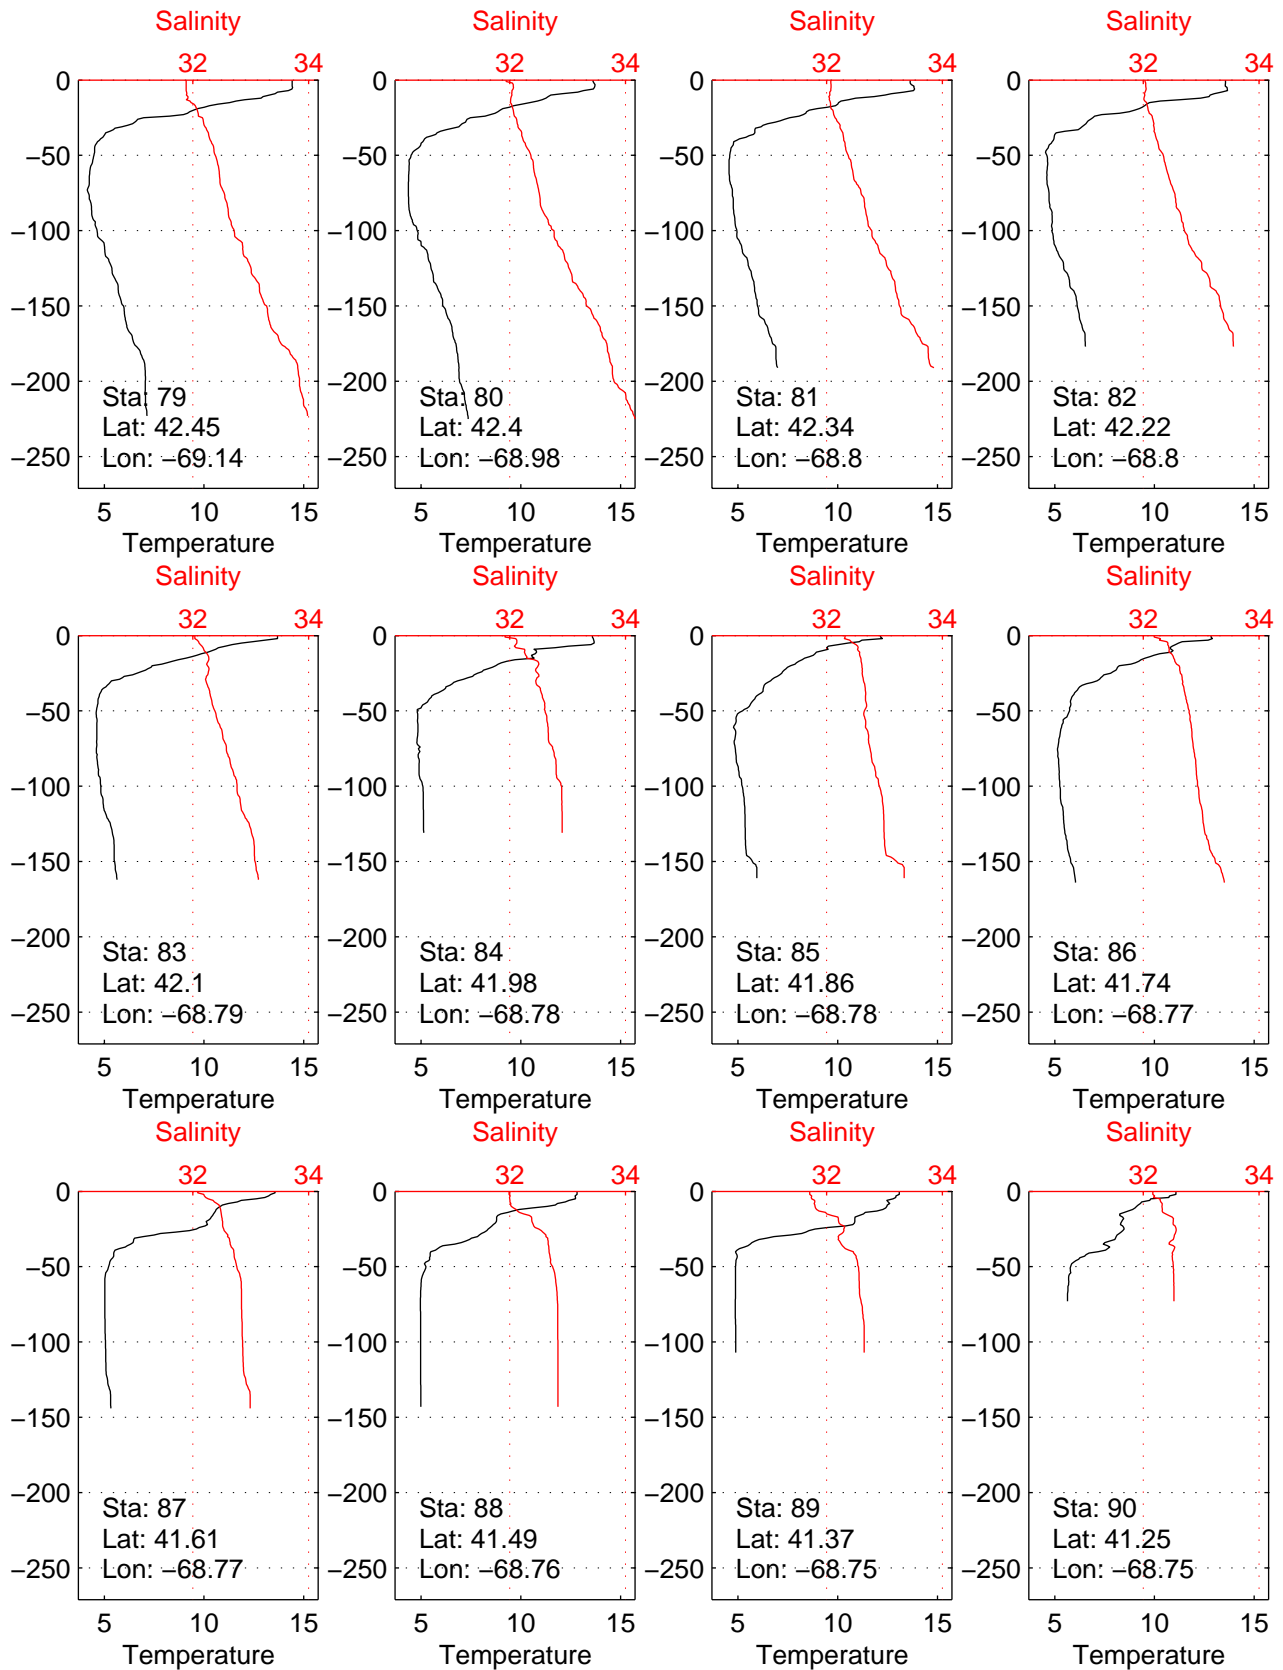 Salinity Salinity Salinity Salinity
32 34 32 34 32 34 32 34
0 0 0 0
−50 −50 −50 −50
−100 −100 −100 −100
−150 −150 −150 −150
−200 −200 −200 −200
Sta: 79 Sta: 80 Sta: 81 Sta: 82
Lat: 42.45 Lat: 42.4 Lat: 42.34 Lat: 42.22
−250 Lon: −69.14 −250 Lon: −68.98 −250 Lon: −68.8 −250 Lon: −68.8
5 10 15 5 10 15 5 10 15 5 10 15
Temperature Temperature Temperature Temperature
Salinity Salinity Salinity Salinity
32 34 32 34 32 34 32 34
0 0 0 0
−50 −50 −50 −50
−100 −100 −100 −100
−150 −150 −150 −150
−200 −200 −200 −200
Sta: 83 Sta: 84 Sta: 85 Sta: 86
Lat: 42.1 Lat: 41.98 Lat: 41.86 Lat: 41.74
−250 Lon: −68.79 −250 Lon: −68.78 −250 Lon: −68.78 −250 Lon: −68.77
5 10 15 5 10 15 5 10 15 5 10 15
Temperature Temperature Temperature Temperature
Salinity Salinity Salinity Salinity
32 34 32 34 32 34 32 34
0 0 0 0
−50 −50 −50 −50
−100 −100 −100 −100
−150 −150 −150 −150
−200 −200 −200 −200
Sta: 87 Sta: 88 Sta: 89 Sta: 90
Lat: 41.61 Lat: 41.49 Lat: 41.37 Lat: 41.25
−250 Lon: −68.77 −250 Lon: −68.76 −250 Lon: −68.75 −250 Lon: −68.75
5 10 15 5 10 15 5 10 15 5 10 15
Temperature Temperature Temperature Temperature